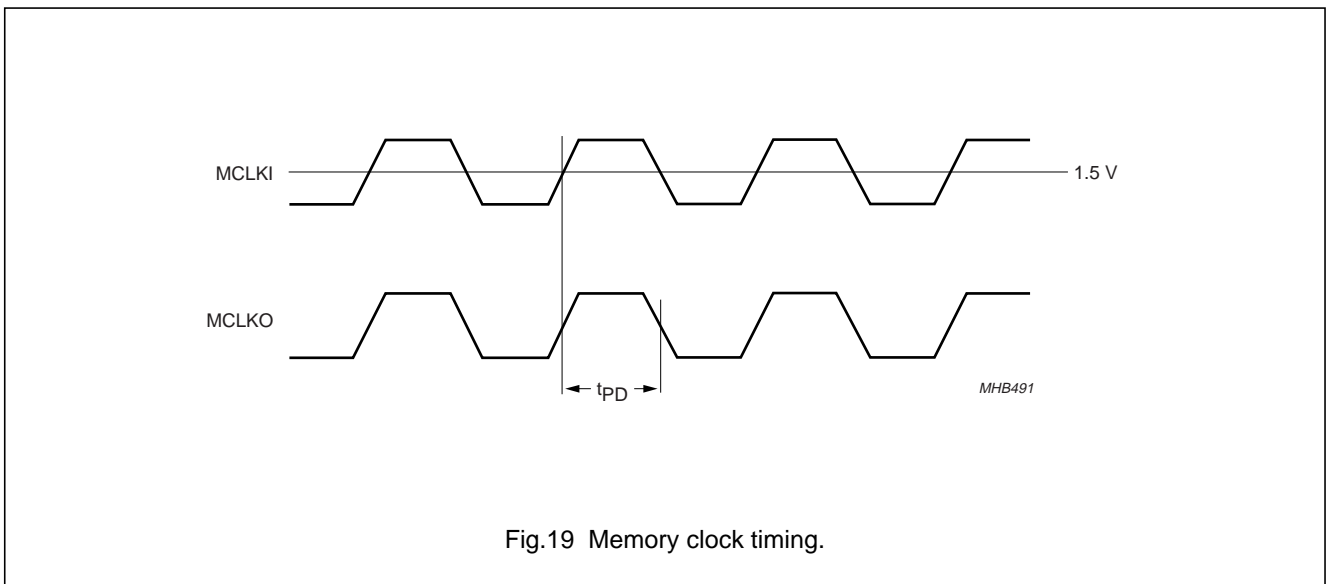 MCLKI
1.5 V
MCLKO
tPD
MHB491
Fig.19 Memory clock timing.